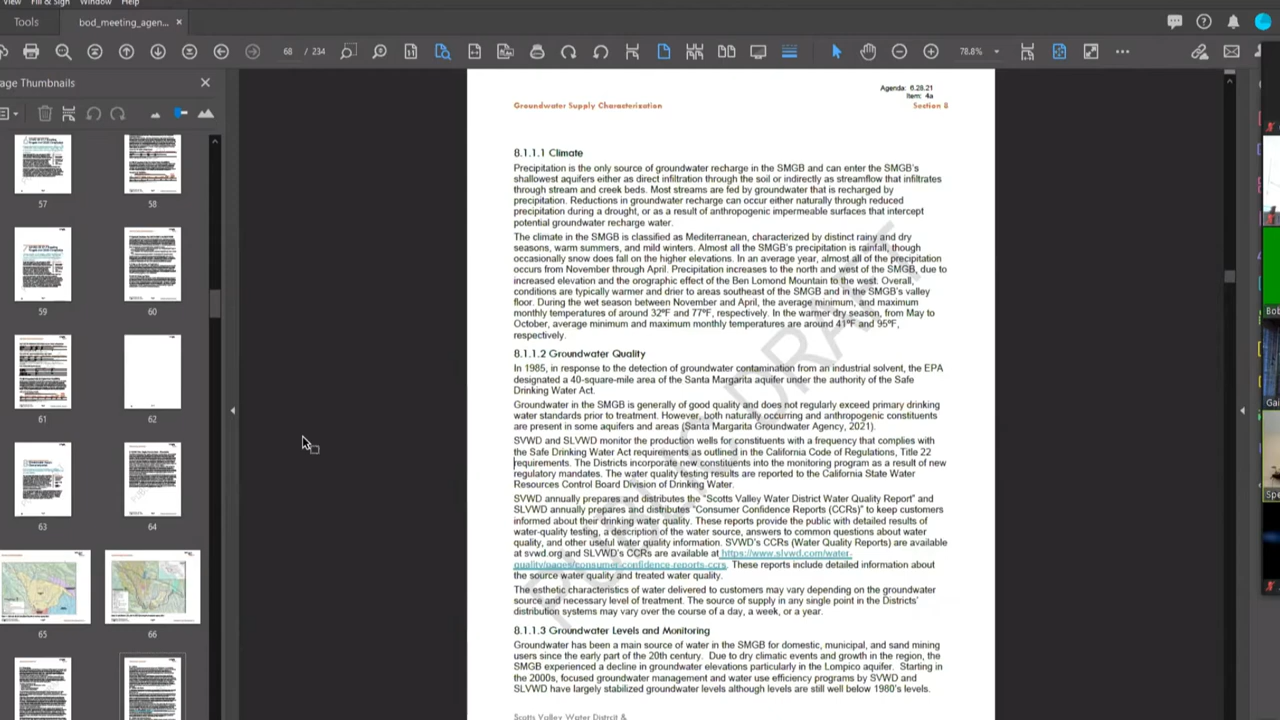 View Fill & Sign Window Help
Tools bod_meeting_agen... ×
68 / 234 78.8%
Page Thumbnails
57 58
59 60
61 62
63 64
65 66
Agenda: 6.28.21
Item: 4a
Groundwater Supply Characterization Section 8
8.1.1.1 Climate
Precipitation is the only source of groundwater recharge in the SMGB and can enter the SMGB's
shallowest aquifers either as direct infiltration through the soil or indirectly as streamflow that infiltrates
through stream and creek beds. Most streams are fed by groundwater that is recharged by
precipitation. Reductions in groundwater recharge can occur either naturally through reduced
precipitation during a drought, or as a result of anthropogenic impermeable surfaces that intercept
potential groundwater recharge water.
The climate in the SMGB is classified as Mediterranean, characterized by distinct rainy and dry
seasons, warm summers, and mild winters. Almost all the SMGB's precipitation is rainfall, though
occasionally snow does fall on the higher elevations. In an average year, almost all of the precipitation
occurs from November through April. Precipitation increases to the north and west of the SMGB, due to
increased elevation and the orographic effect of the Ben Lomond Mountain to the west. Overall,
conditions are typically warmer and drier to areas southeast of the SMGB and in the SMGB's valley
floor. During the wet season between November and April, the average minimum, and maximum
monthly temperatures of around 32°F and 77°F, respectively. In the warmer dry season, from May to
October, average minimum and maximum monthly temperatures are around 41°F and 95°F,
respectively.
8.1.1.2 Groundwater Quality
In 1985, in response to the detection of groundwater contamination from an industrial solvent, the EPA
designated a 40-square-mile area of the Santa Margarita aquifer under the authority of the Safe
Drinking Water Act.
Groundwater in the SMGB is generally of good quality and does not regularly exceed primary drinking
water standards prior to treatment. However, both naturally occurring and anthropogenic constituents
are present in some aquifers and areas (Santa Margarita Groundwater Agency, 2021).
SVWD and SLVWD monitor the production wells for constituents with a frequency that complies with
the Safe Drinking Water Act requirements as outlined in the California Code of Regulations, Title 22
requirements. The Districts incorporate new constituents into the monitoring program as a result of new
regulatory mandates. The water quality testing results are reported to the California State Water
Resources Control Board Division of Drinking Water.
SVWD annually prepares and distributes the "Scotts Valley Water District Water Quality Report" and
SLVWD annually prepares and distributes "Consumer Confidence Reports (CCRs)" to keep customers
informed about their drinking water quality. These reports provide the public with detailed results of
water-quality testing, a description of the water source, answers to common questions about water
quality, and other useful water quality information. SVWD's CCRs (Water Quality Reports) are available
at svwd.org and SLVWD's CCRs are available at https://www.slvwd.com/water-
quality/pages/consumer-confidence-reports-ccrs. These reports include detailed information about
the source water quality and treated water quality.
The esthetic characteristics of water delivered to customers may vary depending on the groundwater
source and necessary level of treatment. The source of supply in any single point in the Districts'
distribution systems may vary over the course of a day, a week, or a year.
8.1.1.3 Groundwater Levels and Monitoring
Groundwater has been a main source of water in the SMGB for domestic, municipal, and sand mining
users since the early part of the 20th century. Due to dry climatic events and growth in the region, the
SMGB experienced a decline in groundwater elevations particularly in the Lompico aquifer. Starting in
the 2000s, focused groundwater management and water use efficiency programs by SVWD and
SLVWD have largely stabilized groundwater levels although levels are still well below 1980's levels.
Scotts Valley Water District &
PUBLIC DRAFT
Bob
Gai
Spe